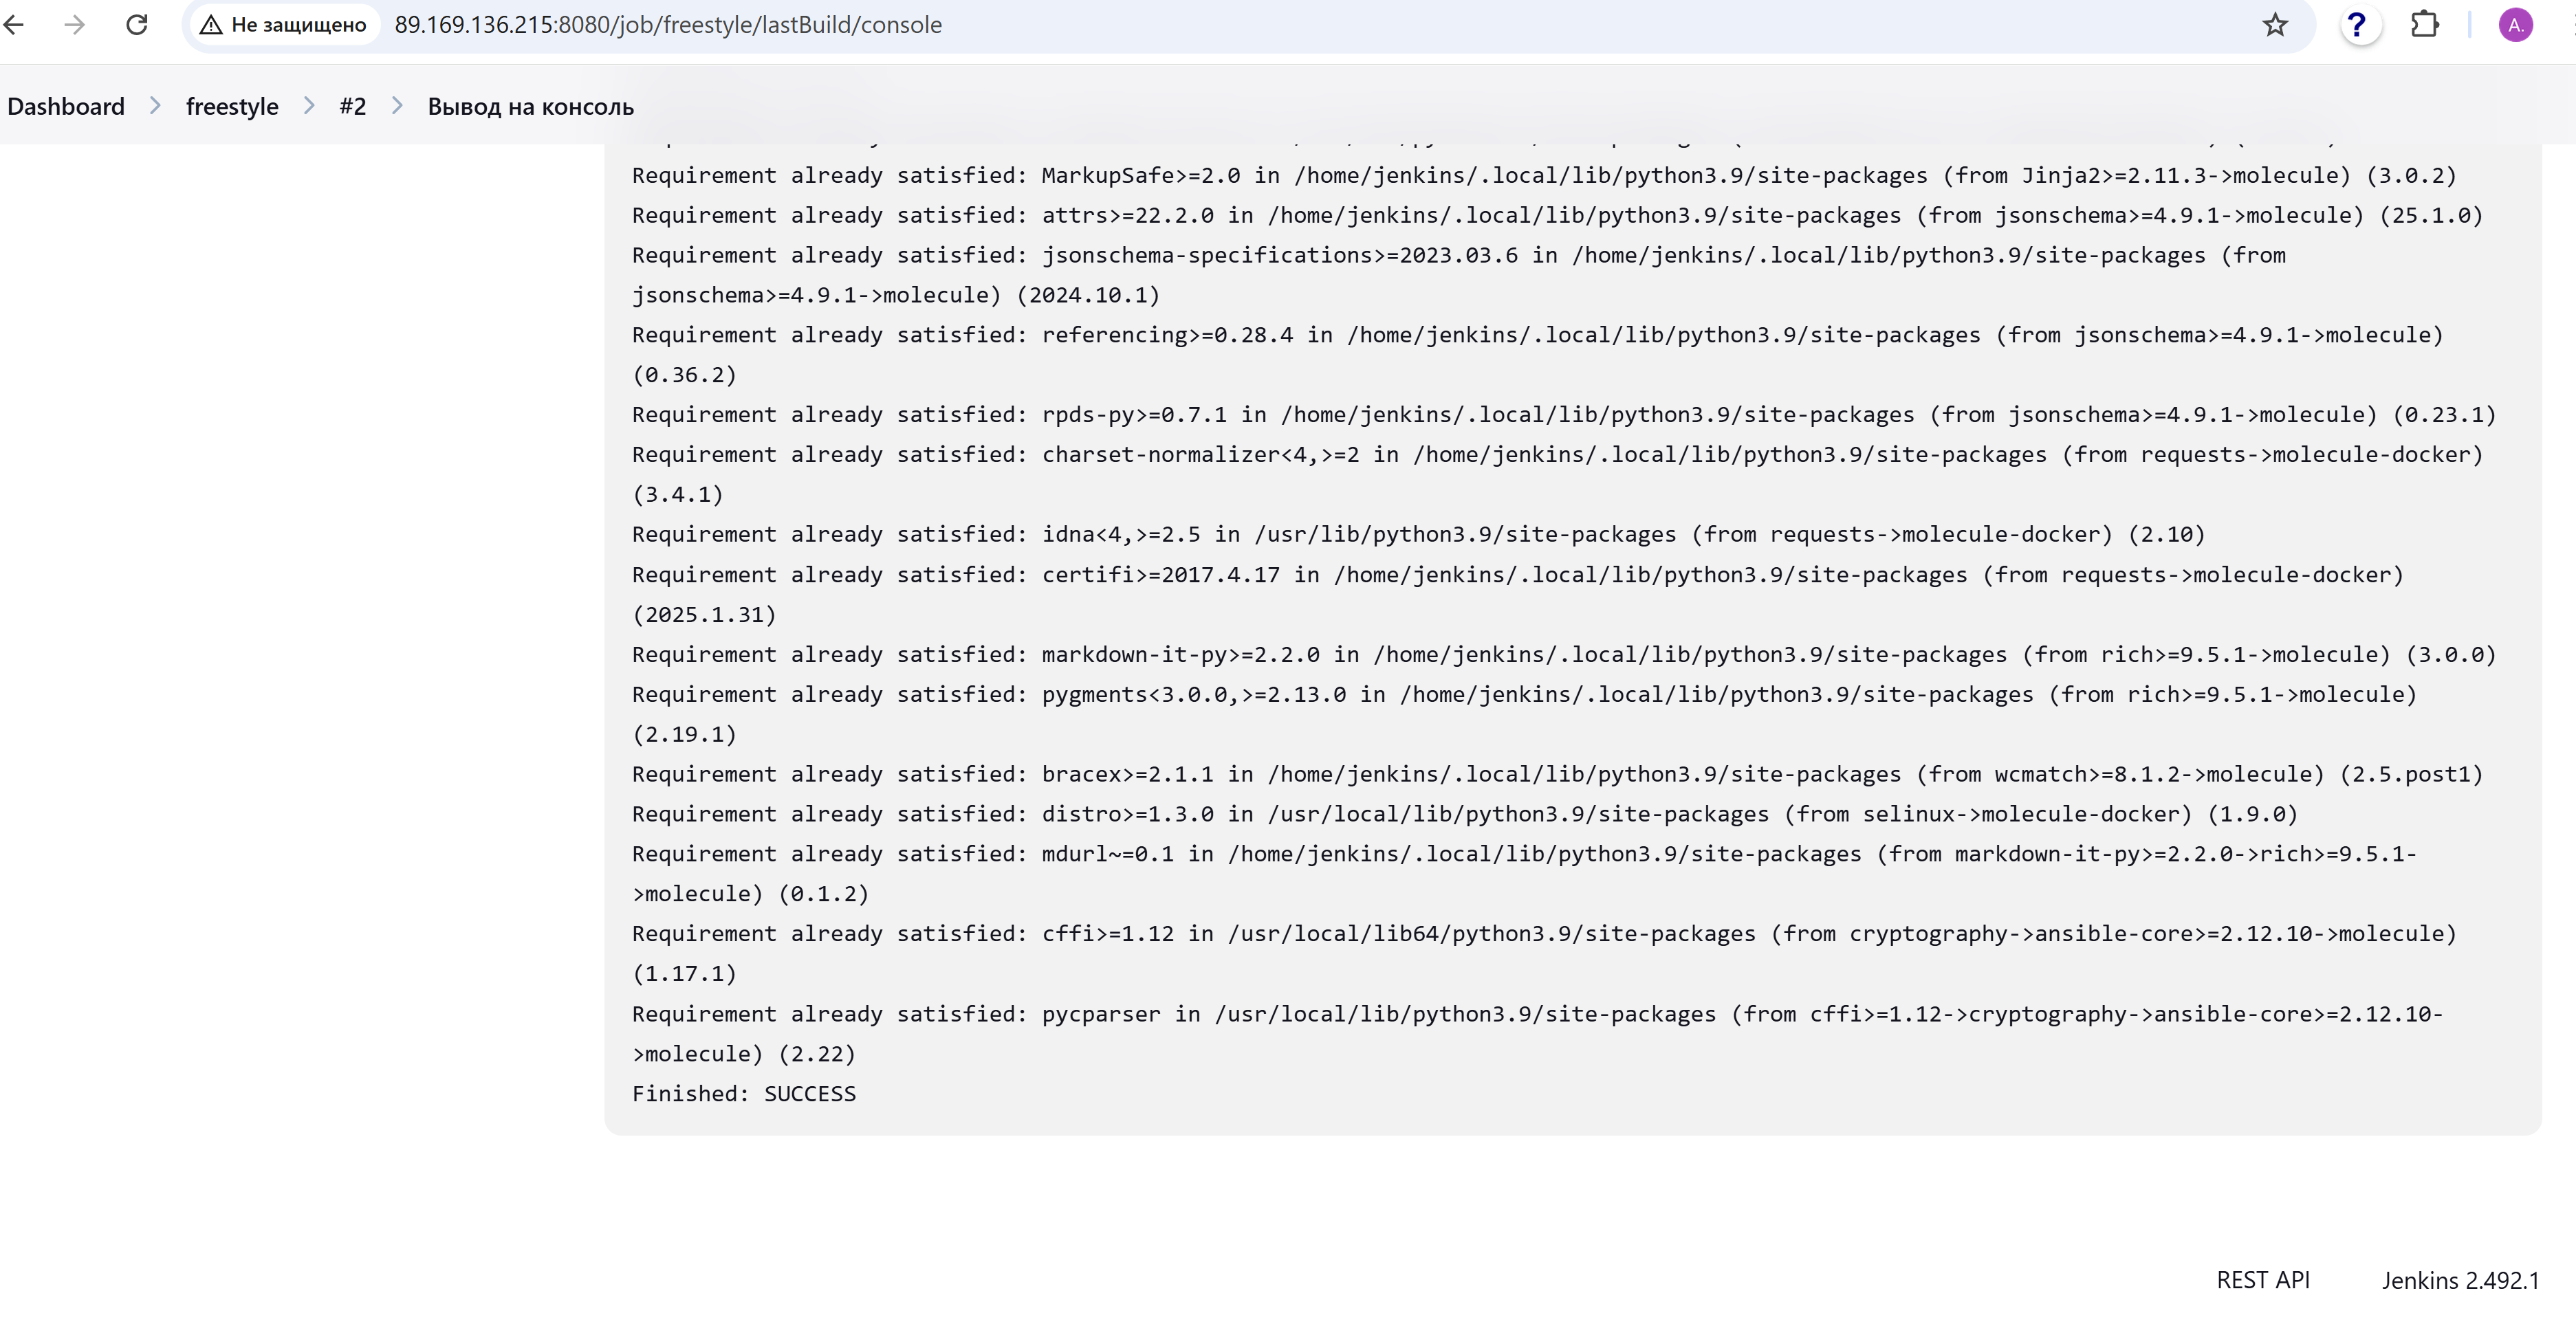 Не защищено 89.169.136.215:8080/job/freestyle/lastBuild/console ? A.
Dashboard > freestyle > #2 > Вывод на консоль
Requirement already satisfied: MarkupSafe>=2.0 in /home/jenkins/.local/lib/python3.9/site-packages (from Jinja2>=2.11.3->molecule) (3.0.2)
Requirement already satisfied: attrs>=22.2.0 in /home/jenkins/.local/lib/python3.9/site-packages (from jsonschema>=4.9.1->molecule) (25.1.0)
Requirement already satisfied: jsonschema-specifications>=2023.03.6 in /home/jenkins/.local/lib/python3.9/site-packages (from
jsonschema>=4.9.1->molecule) (2024.10.1)
Requirement already satisfied: referencing>=0.28.4 in /home/jenkins/.local/lib/python3.9/site-packages (from jsonschema>=4.9.1->molecule)
(0.36.2)
Requirement already satisfied: rpds-py>=0.7.1 in /home/jenkins/.local/lib/python3.9/site-packages (from jsonschema>=4.9.1->molecule) (0.23.1)
Requirement already satisfied: charset-normalizer<4,>=2 in /home/jenkins/.local/lib/python3.9/site-packages (from requests->molecule-docker)
(3.4.1)
Requirement already satisfied: idna<4,>=2.5 in /usr/lib/python3.9/site-packages (from requests->molecule-docker) (2.10)
Requirement already satisfied: certifi>=2017.4.17 in /home/jenkins/.local/lib/python3.9/site-packages (from requests->molecule-docker)
(2025.1.31)
Requirement already satisfied: markdown-it-py>=2.2.0 in /home/jenkins/.local/lib/python3.9/site-packages (from rich>=9.5.1->molecule) (3.0.0)
Requirement already satisfied: pygments<3.0.0,>=2.13.0 in /home/jenkins/.local/lib/python3.9/site-packages (from rich>=9.5.1->molecule)
(2.19.1)
Requirement already satisfied: bracex>=2.1.1 in /home/jenkins/.local/lib/python3.9/site-packages (from wcmatch>=8.1.2->molecule) (2.5.post1)
Requirement already satisfied: distro>=1.3.0 in /usr/local/lib/python3.9/site-packages (from selinux->molecule-docker) (1.9.0)
Requirement already satisfied: mdurl~=0.1 in /home/jenkins/.local/lib/python3.9/site-packages (from markdown-it-py>=2.2.0->rich>=9.5.1-
>molecule) (0.1.2)
Requirement already satisfied: cffi>=1.12 in /usr/local/lib64/python3.9/site-packages (from cryptography->ansible-core>=2.12.10->molecule)
(1.17.1)
Requirement already satisfied: pycparser in /usr/local/lib/python3.9/site-packages (from cffi>=1.12->cryptography->ansible-core>=2.12.10-
>molecule) (2.22)
Finished: SUCCESS
REST API Jenkins 2.492.1